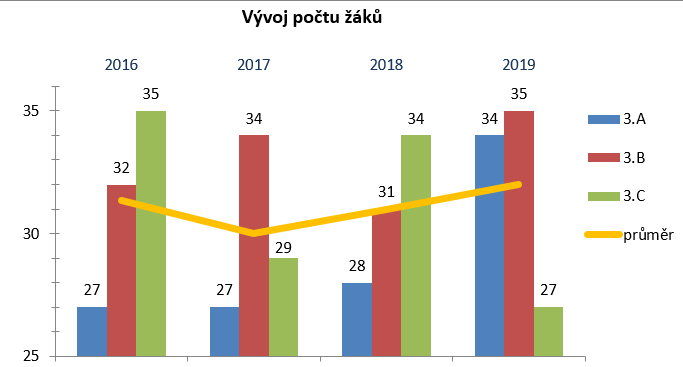 Vývoj počtu žáků
2016 2017 2018 2019
35
30
25
27 32 35
27 34 29
28 31 34
34 35 27
3.A
3.B
3.C
průměr